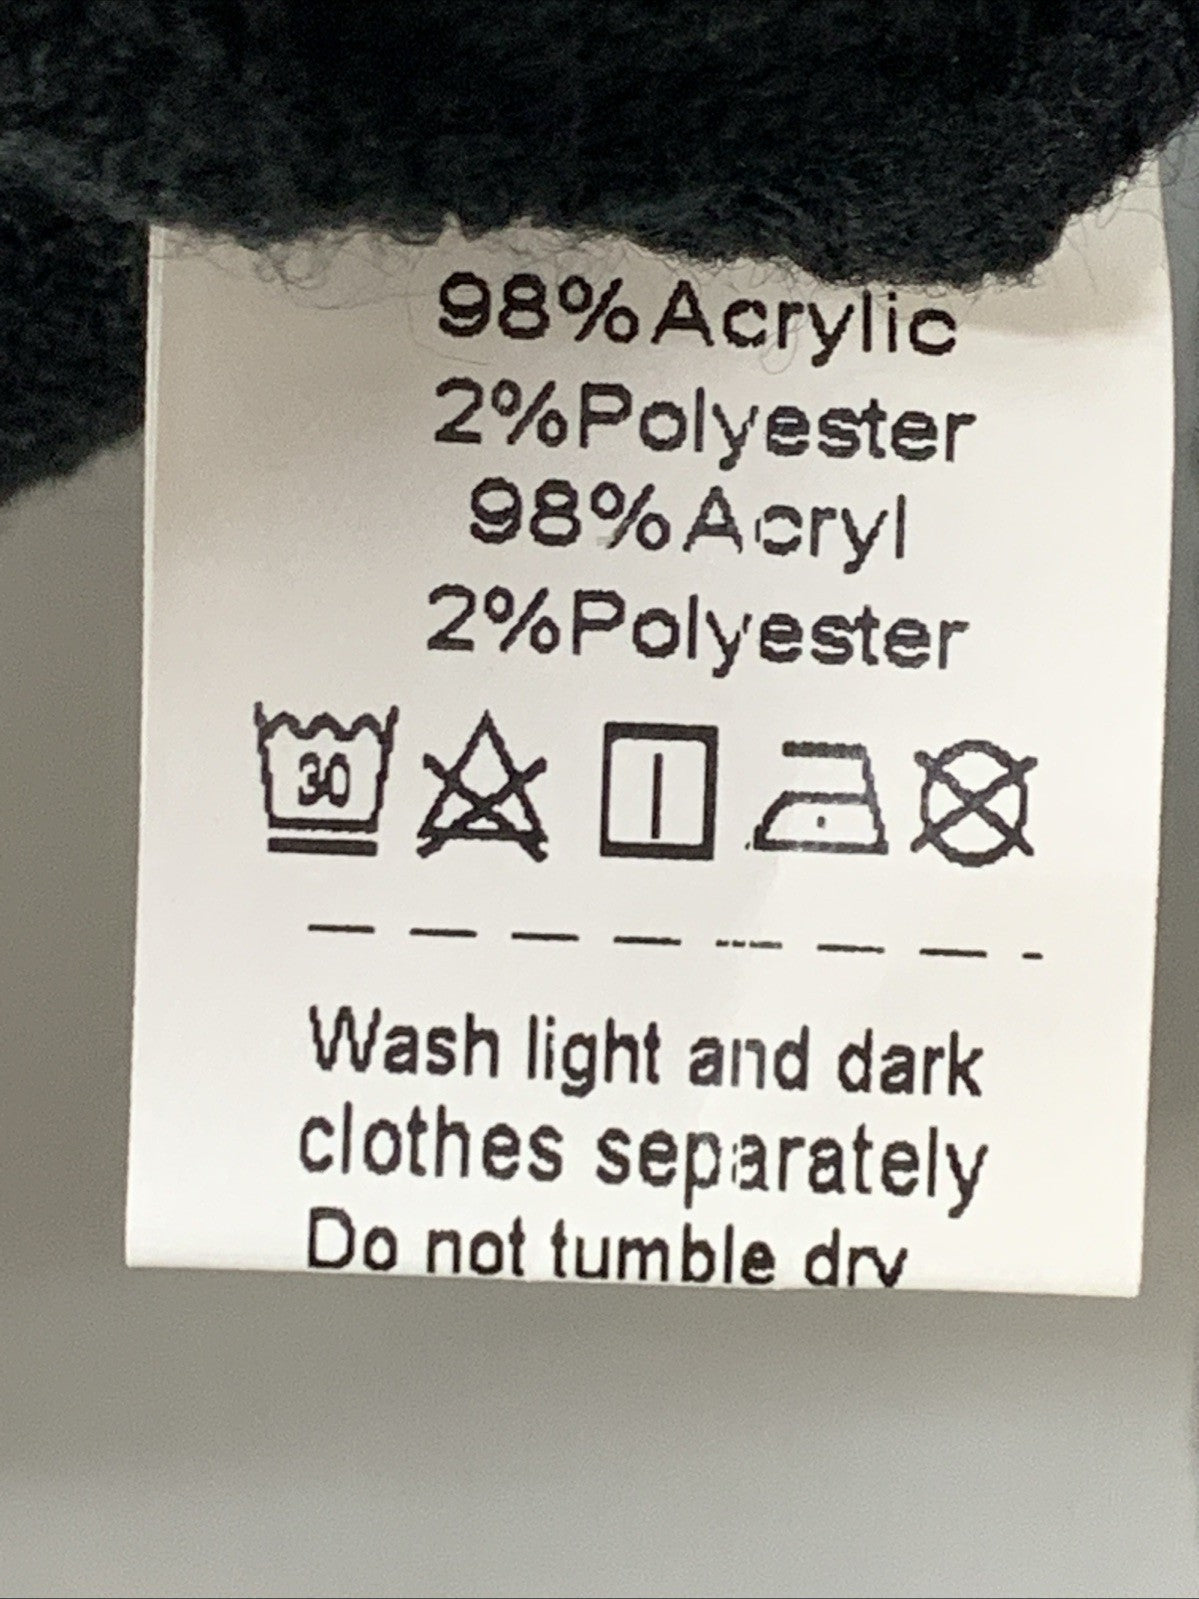 98%Acrylic
2%Polyester
98%Acryl
2%Polyester
30
Wash light and dark
clothes separately
Do not tumble dry